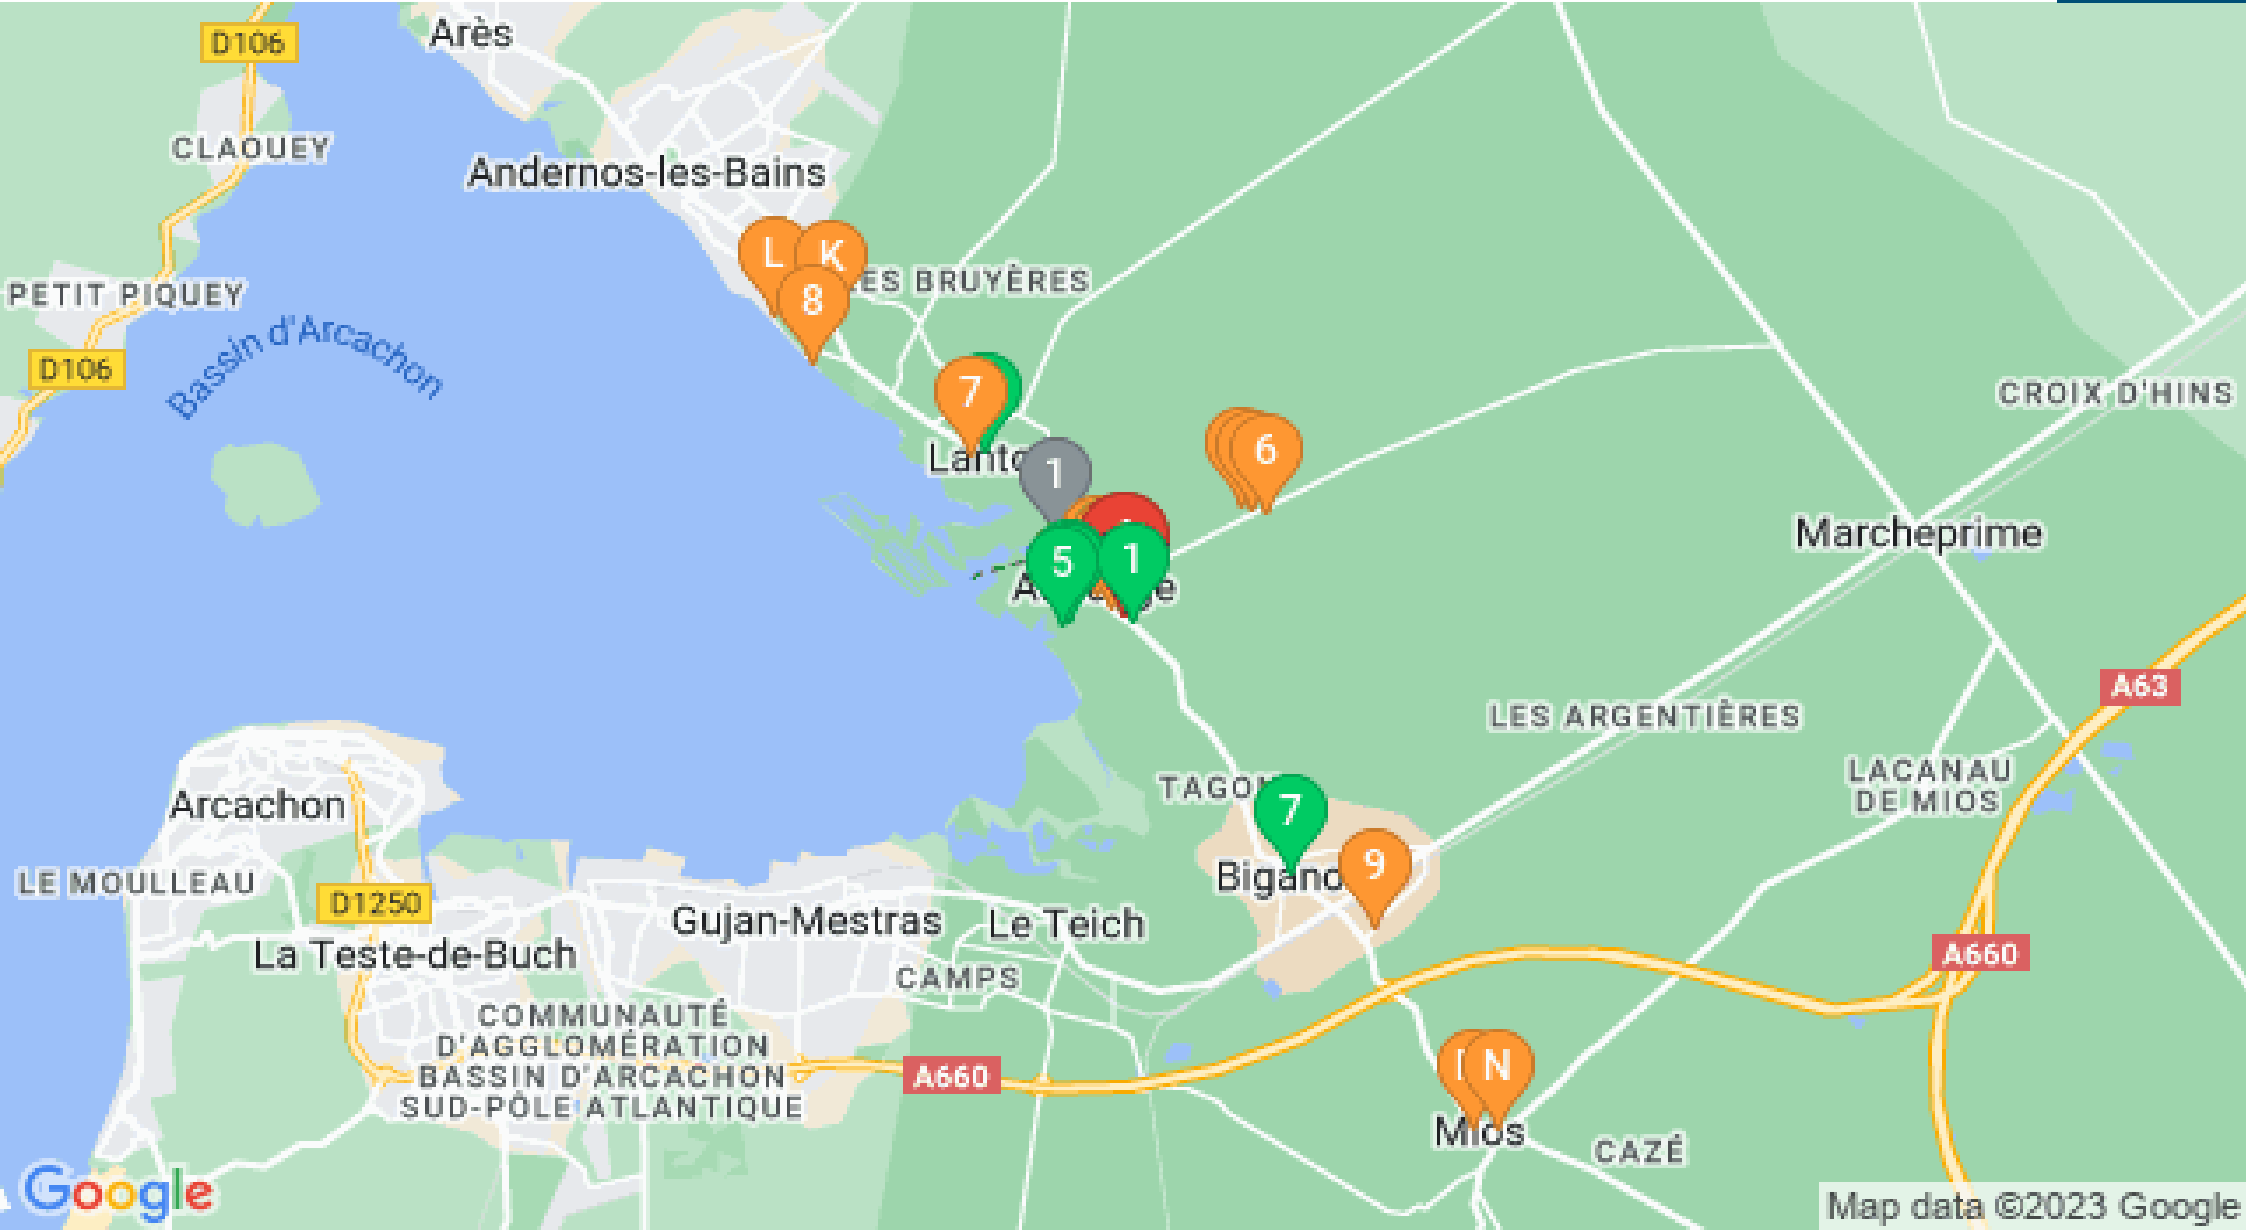 D106
Arès
CLAOUEY
Andernos-les-Bains
L
K
8
ES BRUYÈRES
PETIT PIQUEY
Bassin d'Arcachon
D106
7
CROIX D'HINS
6
1
Marcheprime
5
1
A63
LES ARGENTIÈRES
LACANAU
DE MIOS
7
Arcachon
9
LE MOULLEAU
D1250
Gujan-Mestras
Le Teich
La Teste-de-Buch
A660
CAMPS
COMMUNAUTÉ
D'AGGLOMÉRATION
BASSIN D'ARCACHON
SUD-PÔLE ATLANTIQUE
A660
N
Mios
CAZÉ
Google
Map data ©2023 Google